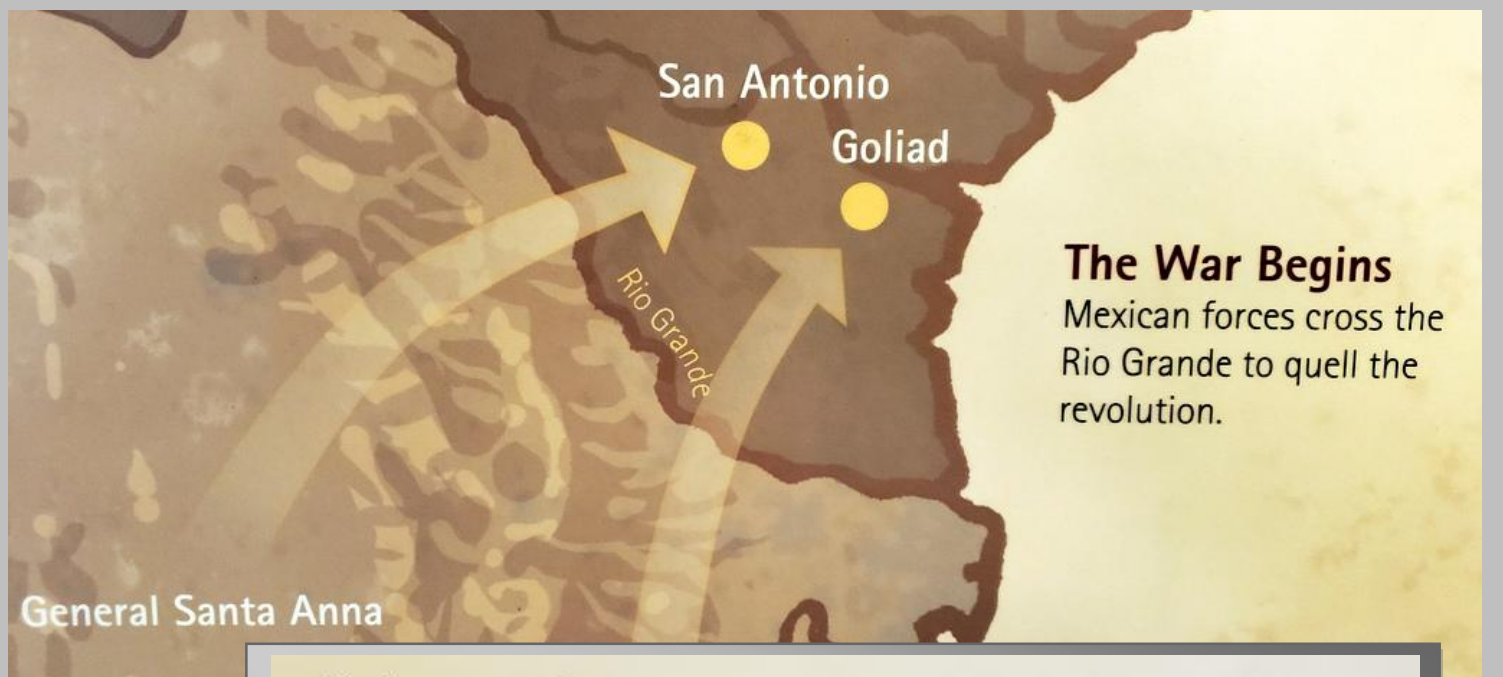 San Antonio
Goliad
Rio Grande
The War Begins
Mexican forces cross the
Rio Grande to quell the
revolution.
General Santa Anna